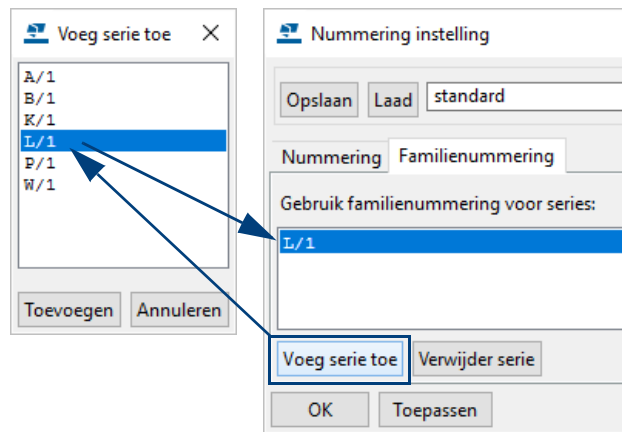 Voeg serie toe
A/1
B/1
K/1
L/1
P/1
W/1
Toevoegen Annuleren
Nummering instelling
Opslaan Laad standard
Nummering Familienummering
Gebruik familienummering voor series:
L/1
Voeg serie toe Verwijder serie
OK Toepassen